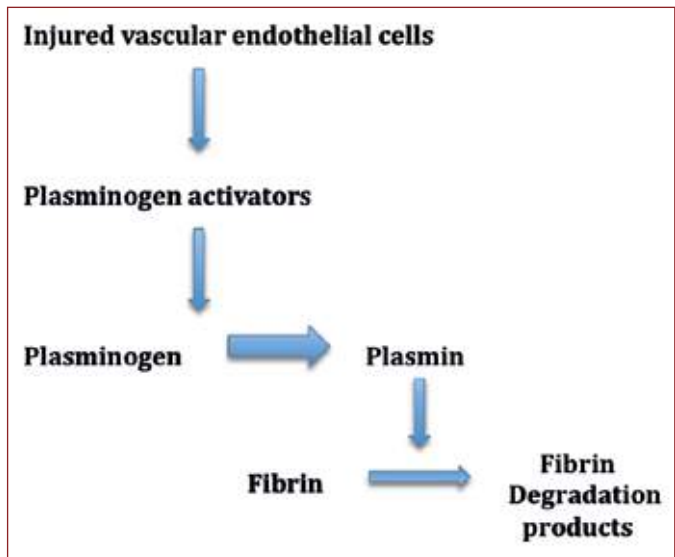 Injured vascular endothelial cells
Plasminogen activators
Plasminogen
Plasmin
Fibrin
Fibrin
Degradation
products